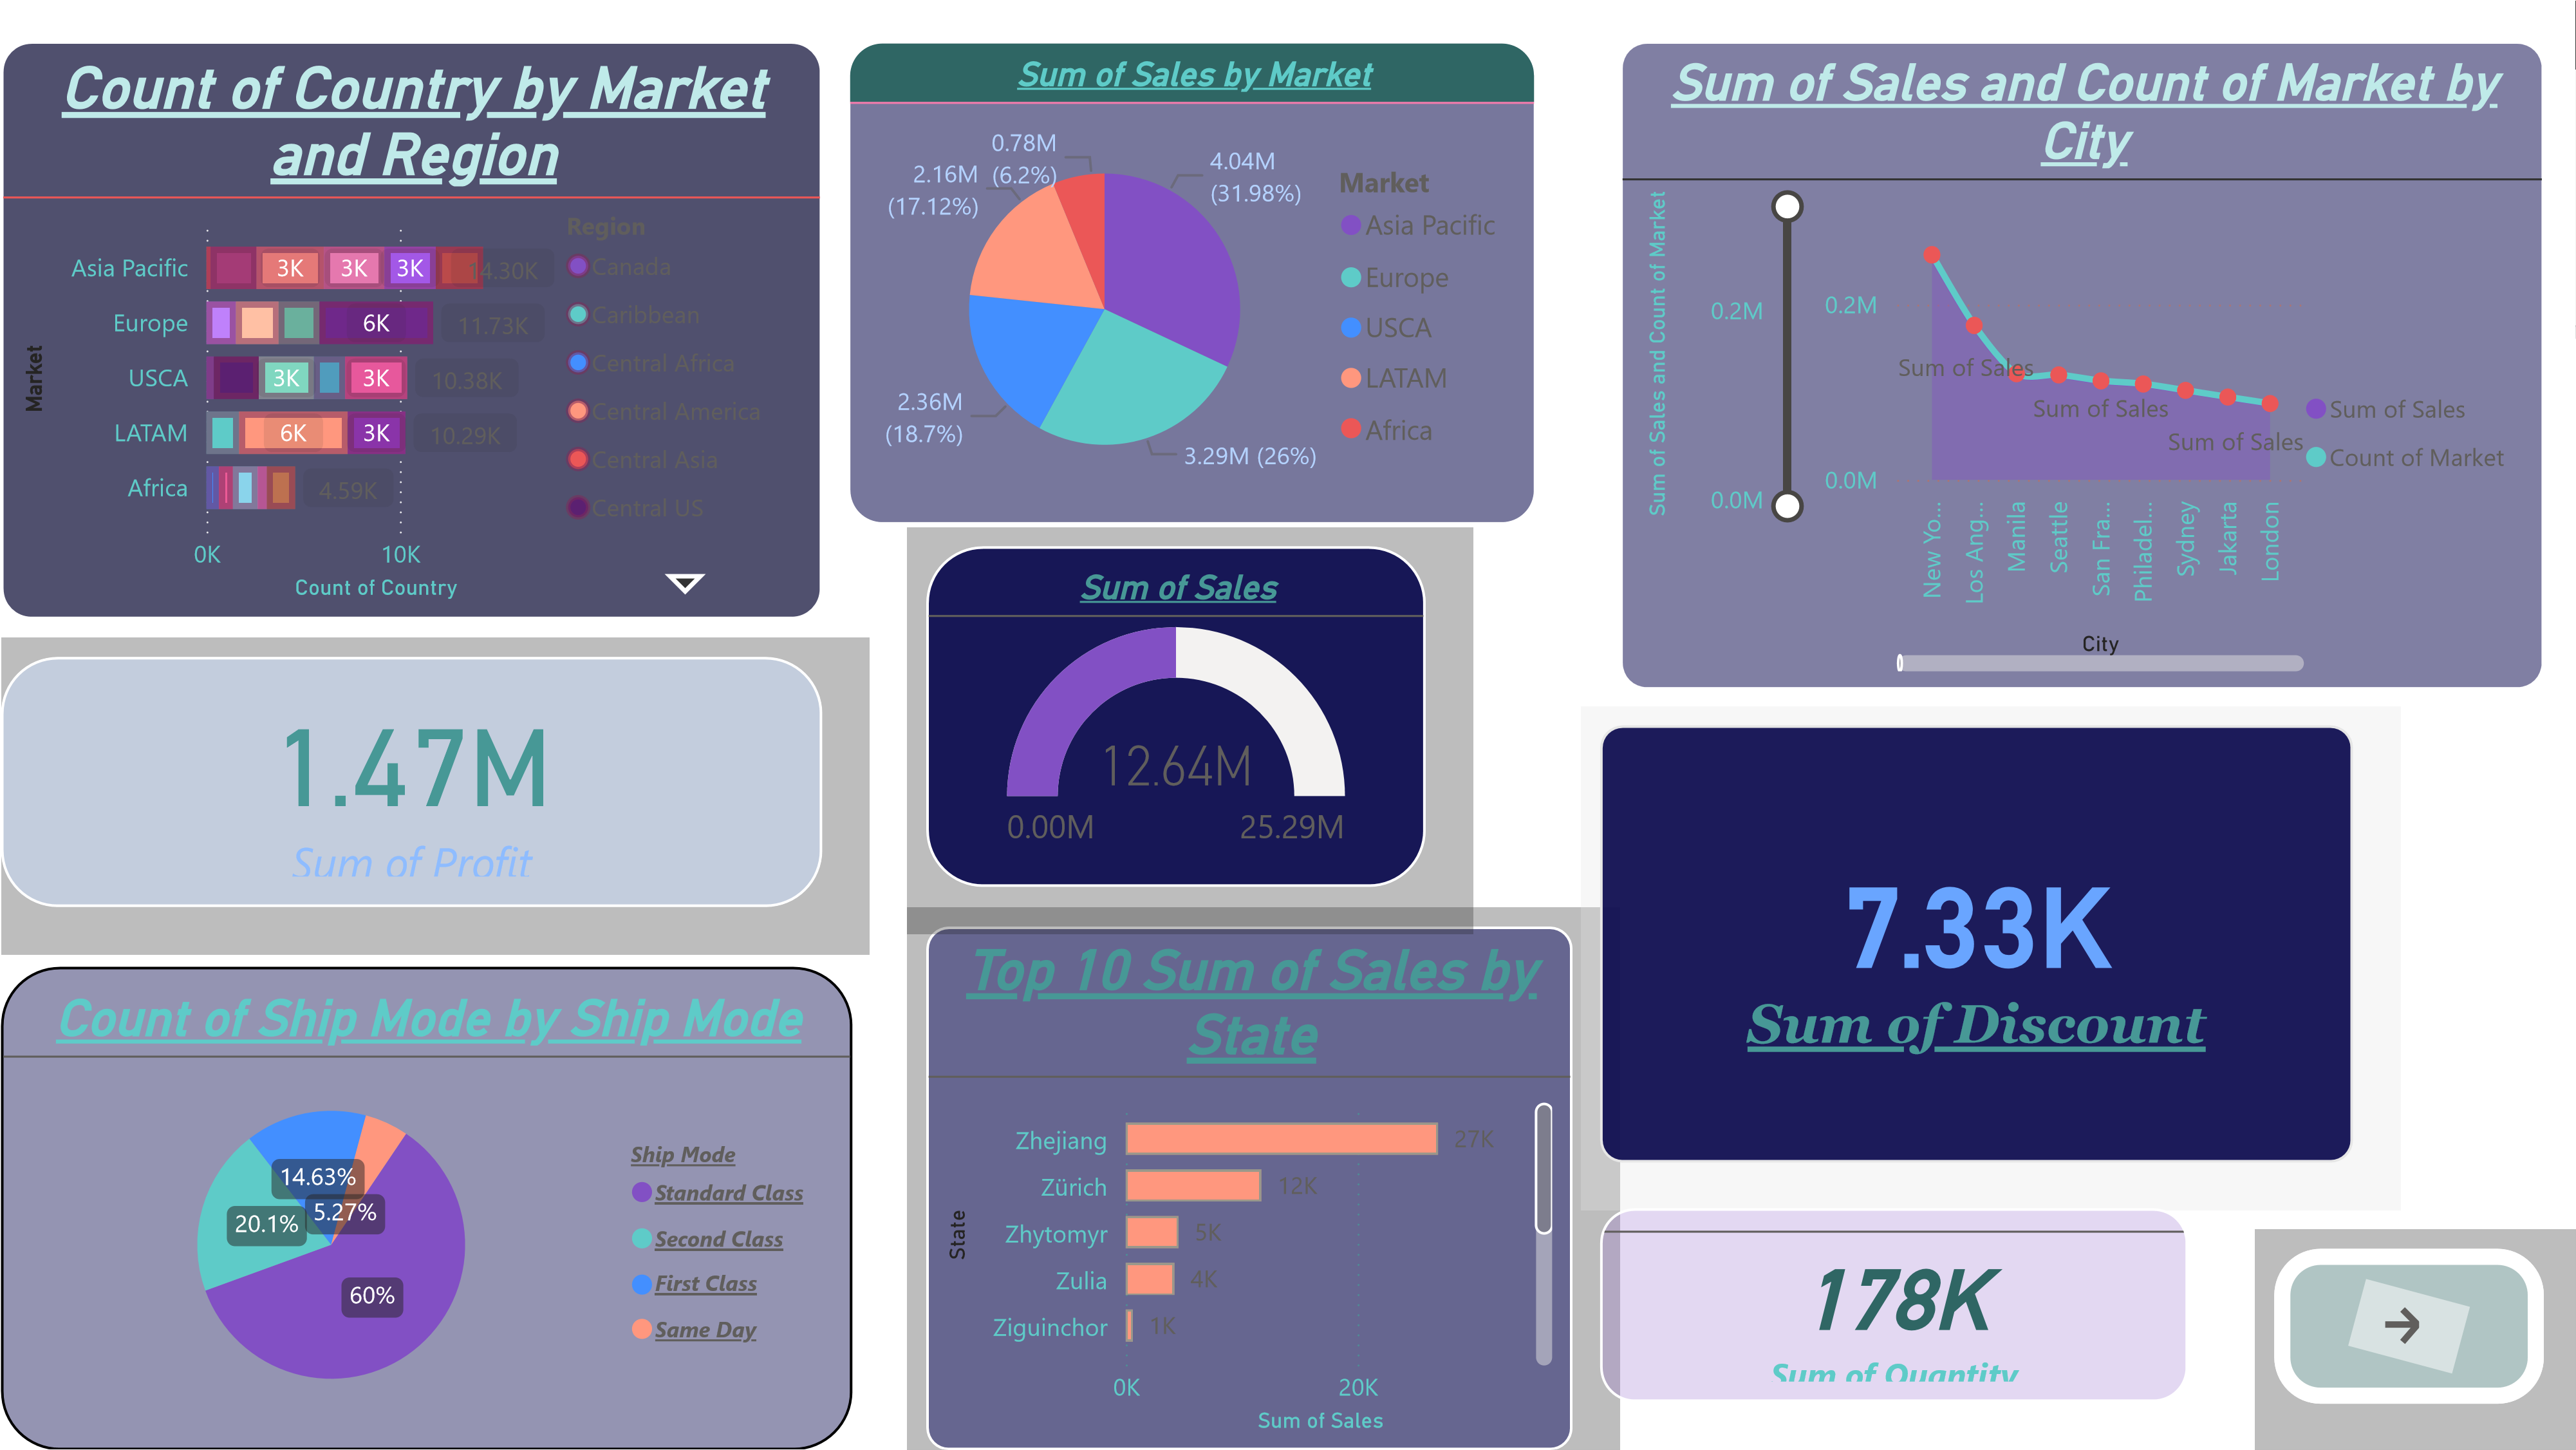 Count of Country by Market
and Region
Region
Asia Pacific
3K
3K
3K
14.30K
Canada
Caribbean
Europe
6K
11.73K
Central Africa
USCA
3K
3K
10.38K
Central America
LATAM
6K
3K
10.29K
Central Asia
Africa
4.59K
Central US
Market
0K
10K
Count of Country
Sum of Sales by Market
0.78M
(6.2%)
2.16M
(17.12%)
4.04M
(31.98%)
2.36M
(18.7%)
3.29M (26%)
Market
Asia Pacific
Europe
USCA
LATAM
Africa
Sum of Sales and Count of Market by
City
Sum of Sales and Count of Market
0.2M
0.0M
0.2M
0.0M
Sum of Sales
Sum of Sales
Sum of Sales
Sum of Sales
Count of Market
New Yo...
Los Ang...
Manila
Seattle
San Fra...
Philadel...
Sydney
Jakarta
London
City
1.47M
Sum of Profit
Sum of Sales
12.64M
0.00M
25.29M
7.33K
Sum of Discount
Count of Ship Mode by Ship Mode
14.63%
5.27%
20.1%
60%
Ship Mode
Standard Class
Second Class
First Class
Same Day
Top 10 Sum of Sales by
State
State
Zhejiang
27K
Zürich
12K
Zhytomyr
5K
Zulia
4K
Ziguinchor
1K
0K
20K
Sum of Sales
178K
Sum of Quantity